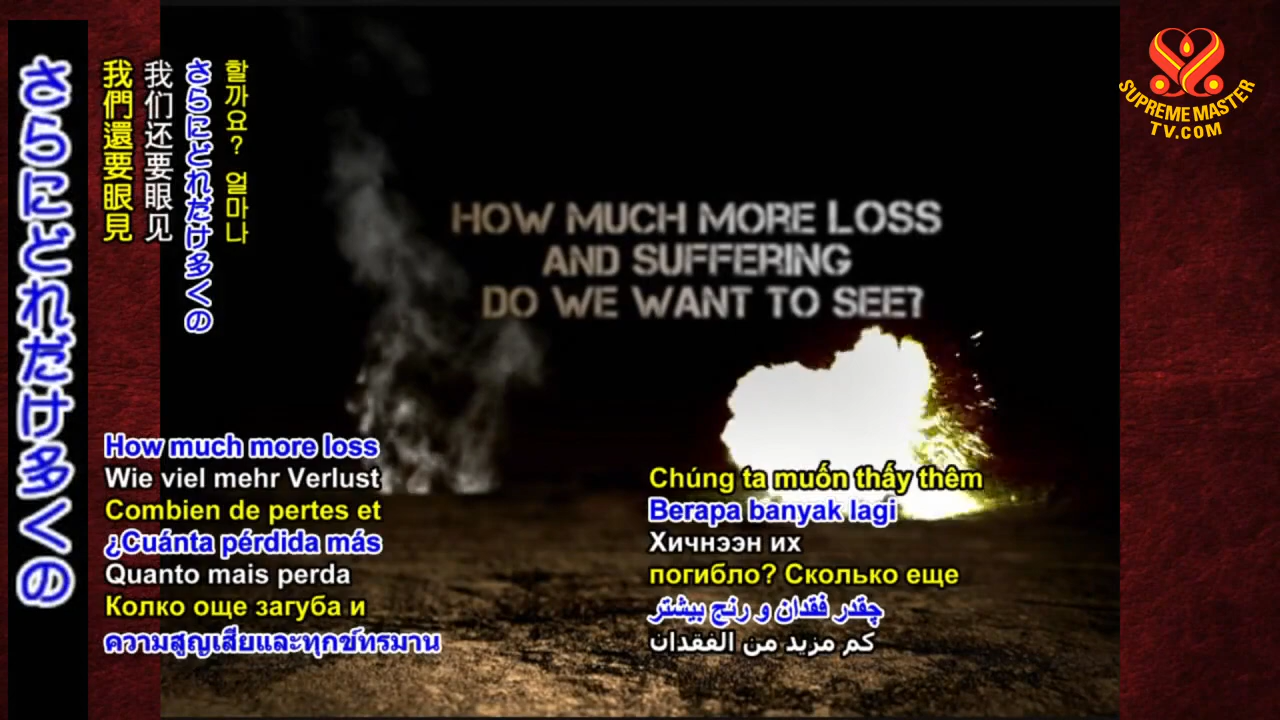 さらにどれだけ多くの
我們還要眼見
我们还要眼见
さらにどれだけ多くの
할까요? 얼마나
SUPREME MASTER
TV.COM
HOW MUCH MORE LOSS
AND SUFFERING
DO WE WANT TO SEE?
How much more loss
Wie viel mehr Verlust
Combien de pertes et
¿Cuánta pérdida más
Quanto mais perda
Колко още загуба и
ความสูญเสียและทุกข์ทรมาน
Chúng ta muốn thấy thêm
Berapa banyak lagi
Хичнээн их
погибло? Сколько еще
چقدر فقدان و رنج بیشتر
كم مزيد من الفقدان